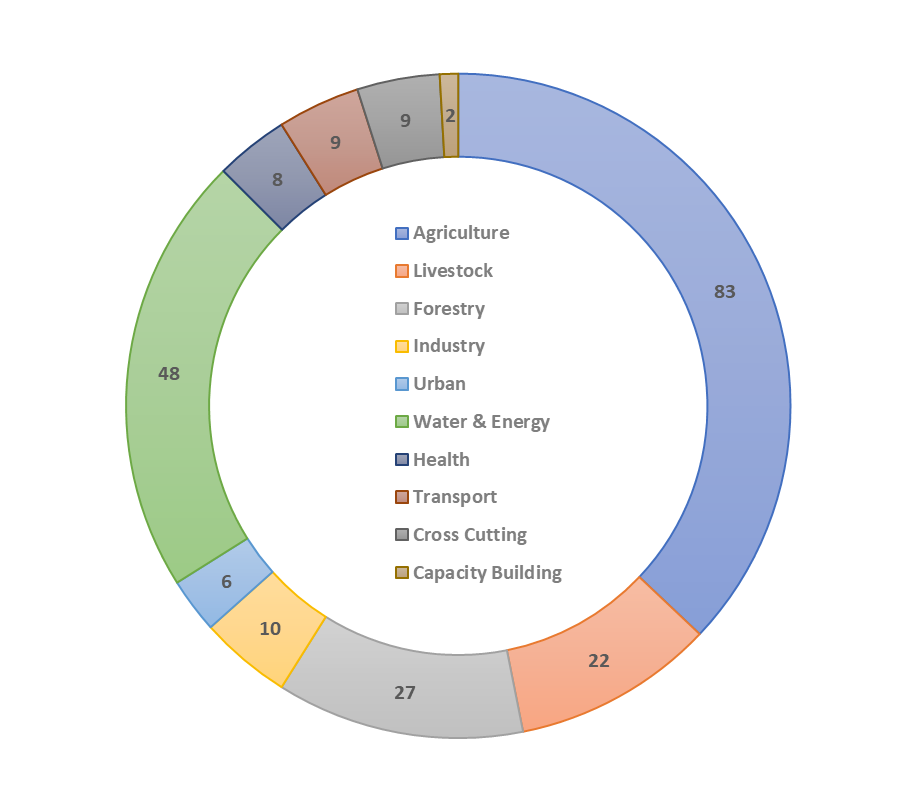 2
9
9
8
83
48
6
10
27
22
Agriculture
Livestock
Forestry
Industry
Urban
Water & Energy
Health
Transport
Cross Cutting
Capacity Building